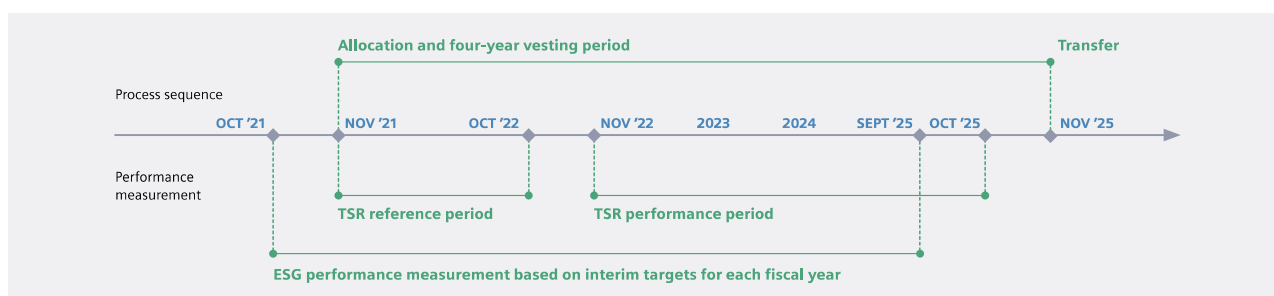 Allocation and four-year vesting period
Transfer
Process sequence
OCT ’21
NOV ’21
OCT ’22
NOV ’22
2023
2024
SEPT ’25
OCT ’25
NOV ’25
Performance
measurement
TSR reference period
TSR performance period
ESG performance measurement based on interim targets for each fiscal year